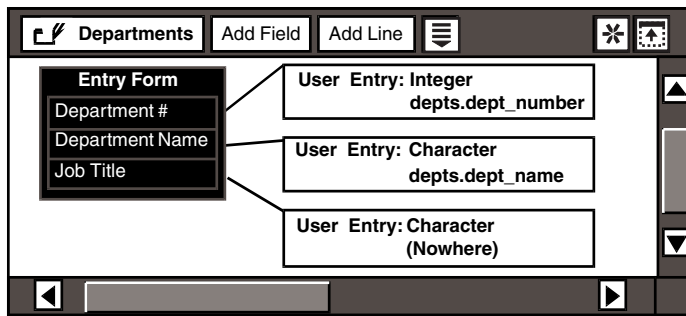 Departments Add Field Add Line
Entry Form
Department #
Department Name
Job Title
User Entry: Integer
depts.dept_number
User Entry: Character
depts.dept_name
User Entry: Character
(Nowhere)